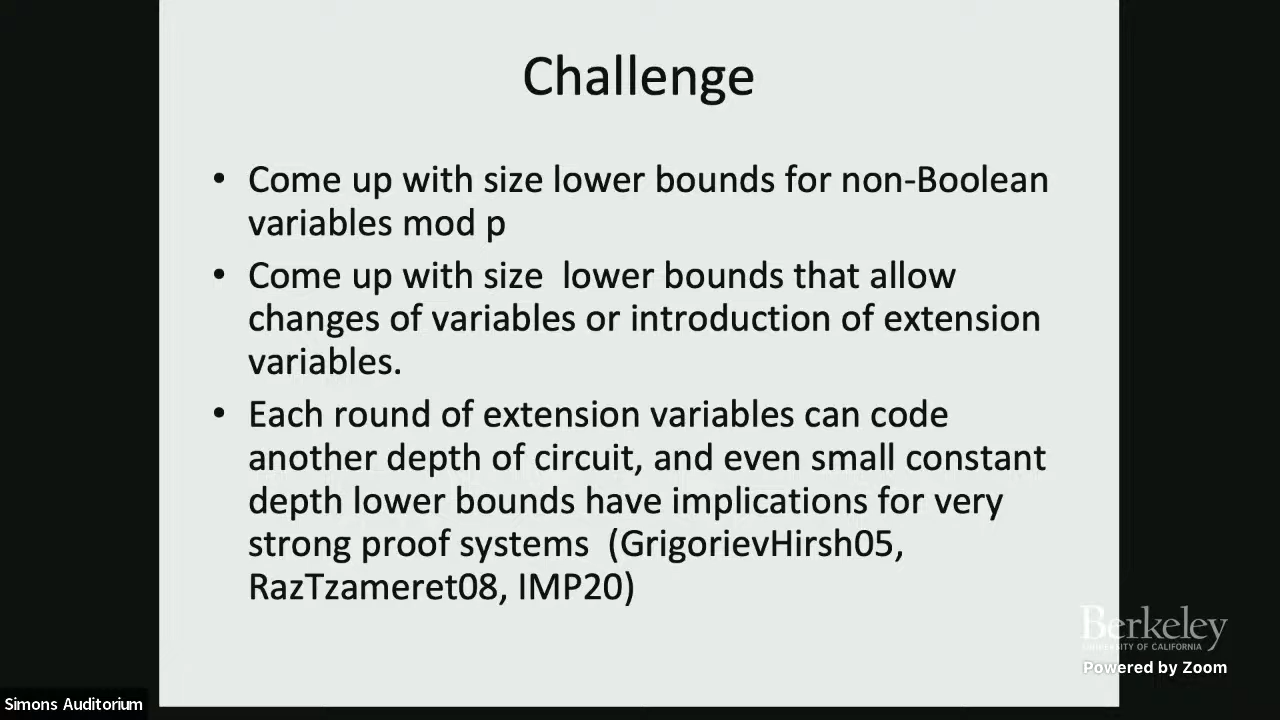 Challenge
• Come up with size lower bounds for non-Boolean
variables mod p
• Come up with size  lower bounds that allow
changes of variables or introduction of extension
variables.
• Each round of extension variables can code
another depth of circuit, and even small constant
depth lower bounds have implications for very
strong proof systems  (GrigorievHirsh05,
RazTzameret08, IMP20)
Berkeley
UNIVERSITY OF CALIFORNIA
Powered by Zoom
Simons Auditorium